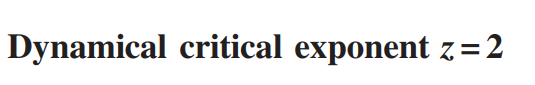 Dynamical critical exponent z = 2